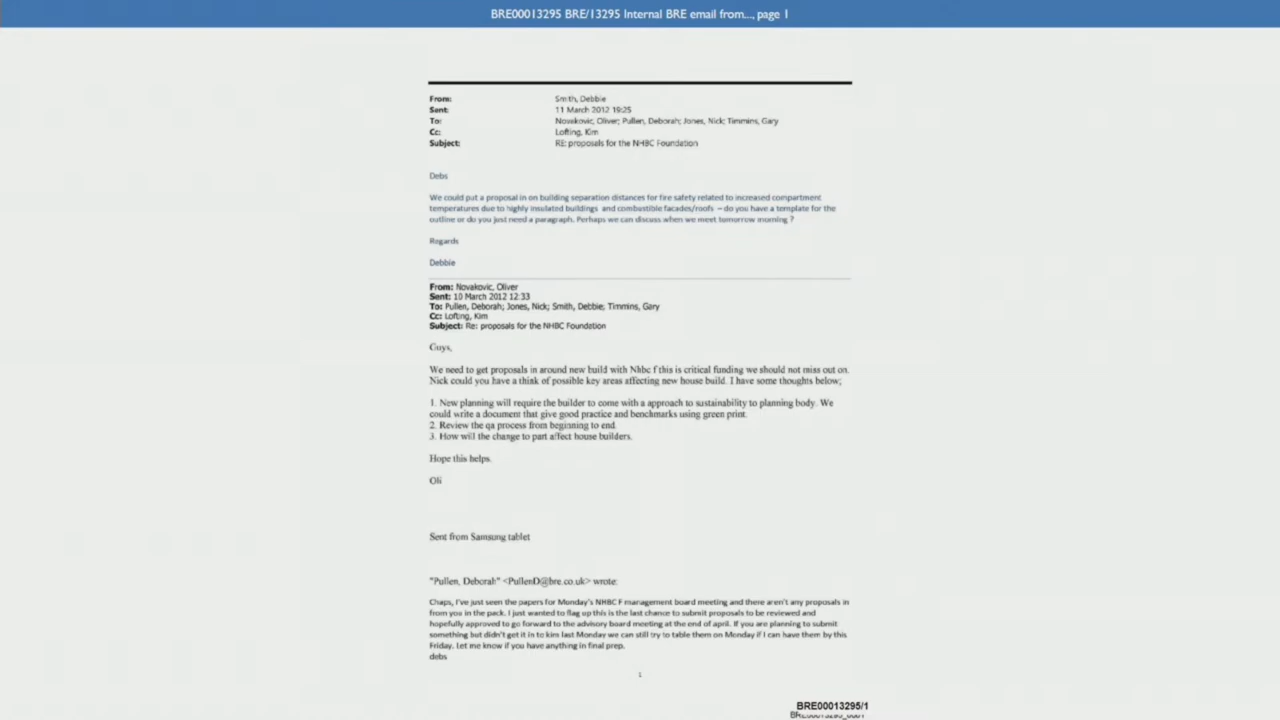 BRE00013295 BRE/13295 Internal BRE email from..., page 1
From: Smith, Debbie
Sent: 11 March 2012 19:25
To: Novakovic, Oliver; Pullen, Deborah; Jones, Nick; Timmins, Gary
Cc: Lofting, Kim
Subject: RE: proposals for the NHBC Foundation
Debs
We could put a proposal in on building separation distances for fire safety related to increased compartment
temperatures due to highly insulated buildings and combustible facades/roofs – do you have a template for the
outline or do you just need a paragraph. Perhaps we can discuss when we meet tomorrow morning ?
Regards
Debbie
From: Novakovic, Oliver
Sent: 10 March 2012 12:33
To: Pullen, Deborah; Jones, Nick; Smith, Debbie; Timmins, Gary
Cc: Lofting, Kim
Subject: Re: proposals for the NHBC Foundation
Guys,
We need to get proposals in around new build with Nhbc f this is critical funding we should not miss out on.
Nick could you have a think of possible key areas affecting new house build. I have some thoughts below;
1. New planning will require the builder to come with a approach to sustainability to planning body. We
could write a document that give good practice and benchmarks using green print.
2. Review the qa process from beginning to end.
3. How will the change to part affect house builders.
Hope this helps.
Oli
Sent from Samsung tablet
"Pullen, Deborah" <PullenD@bre.co.uk> wrote:
Chaps, I've just seen the papers for Monday's NHBC F management board meeting and there aren't any proposals in
from you in the pack. I just wanted to flag up this is the last chance to submit proposals to be reviewed and
hopefully approved to go forward to the advisory board meeting at the end of april. If you are planning to submit
something but didn't get it in to kim last Monday we can still try to table them on Monday if I can have them by this
Friday. Let me know if you have anything in final prep.
debs
1
BRE00013295/1
BRE00013295_0001